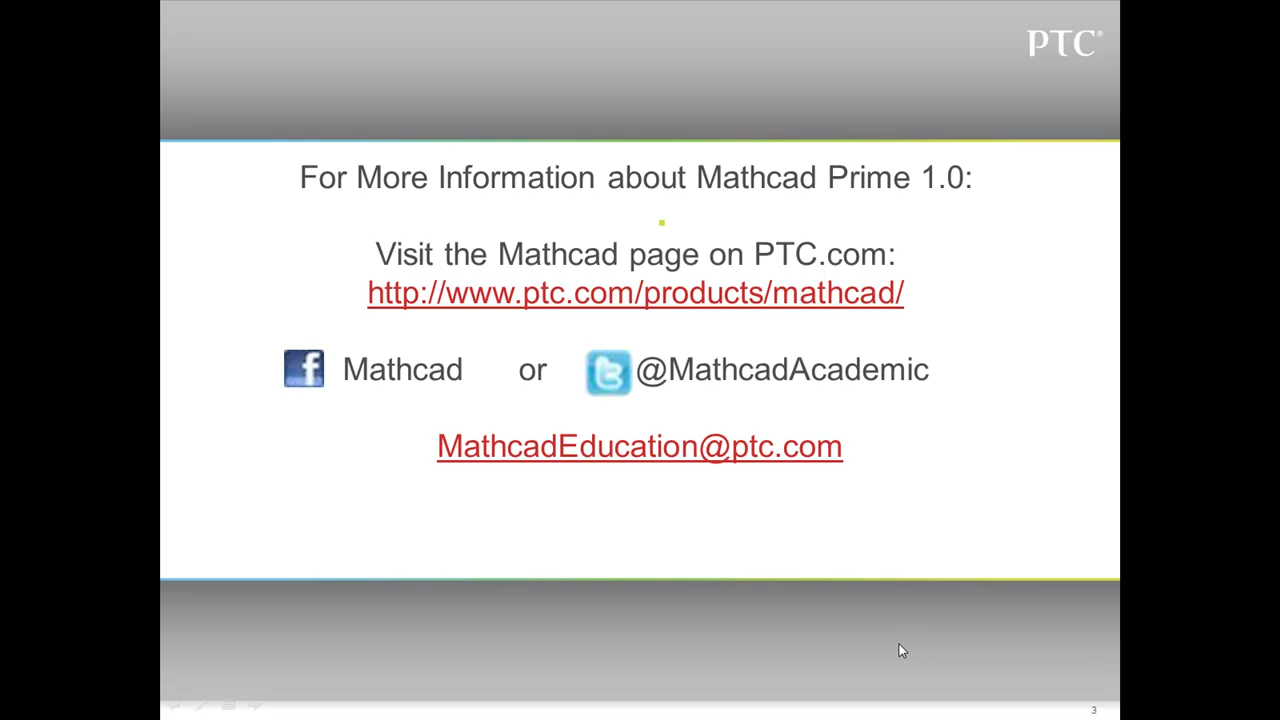 PTC®
For More Information about Mathcad Prime 1.0:
Visit the Mathcad page on PTC.com:
http://www.ptc.com/products/mathcad/
f Mathcad or t @MathcadAcademic
MathcadEducation@ptc.com
3